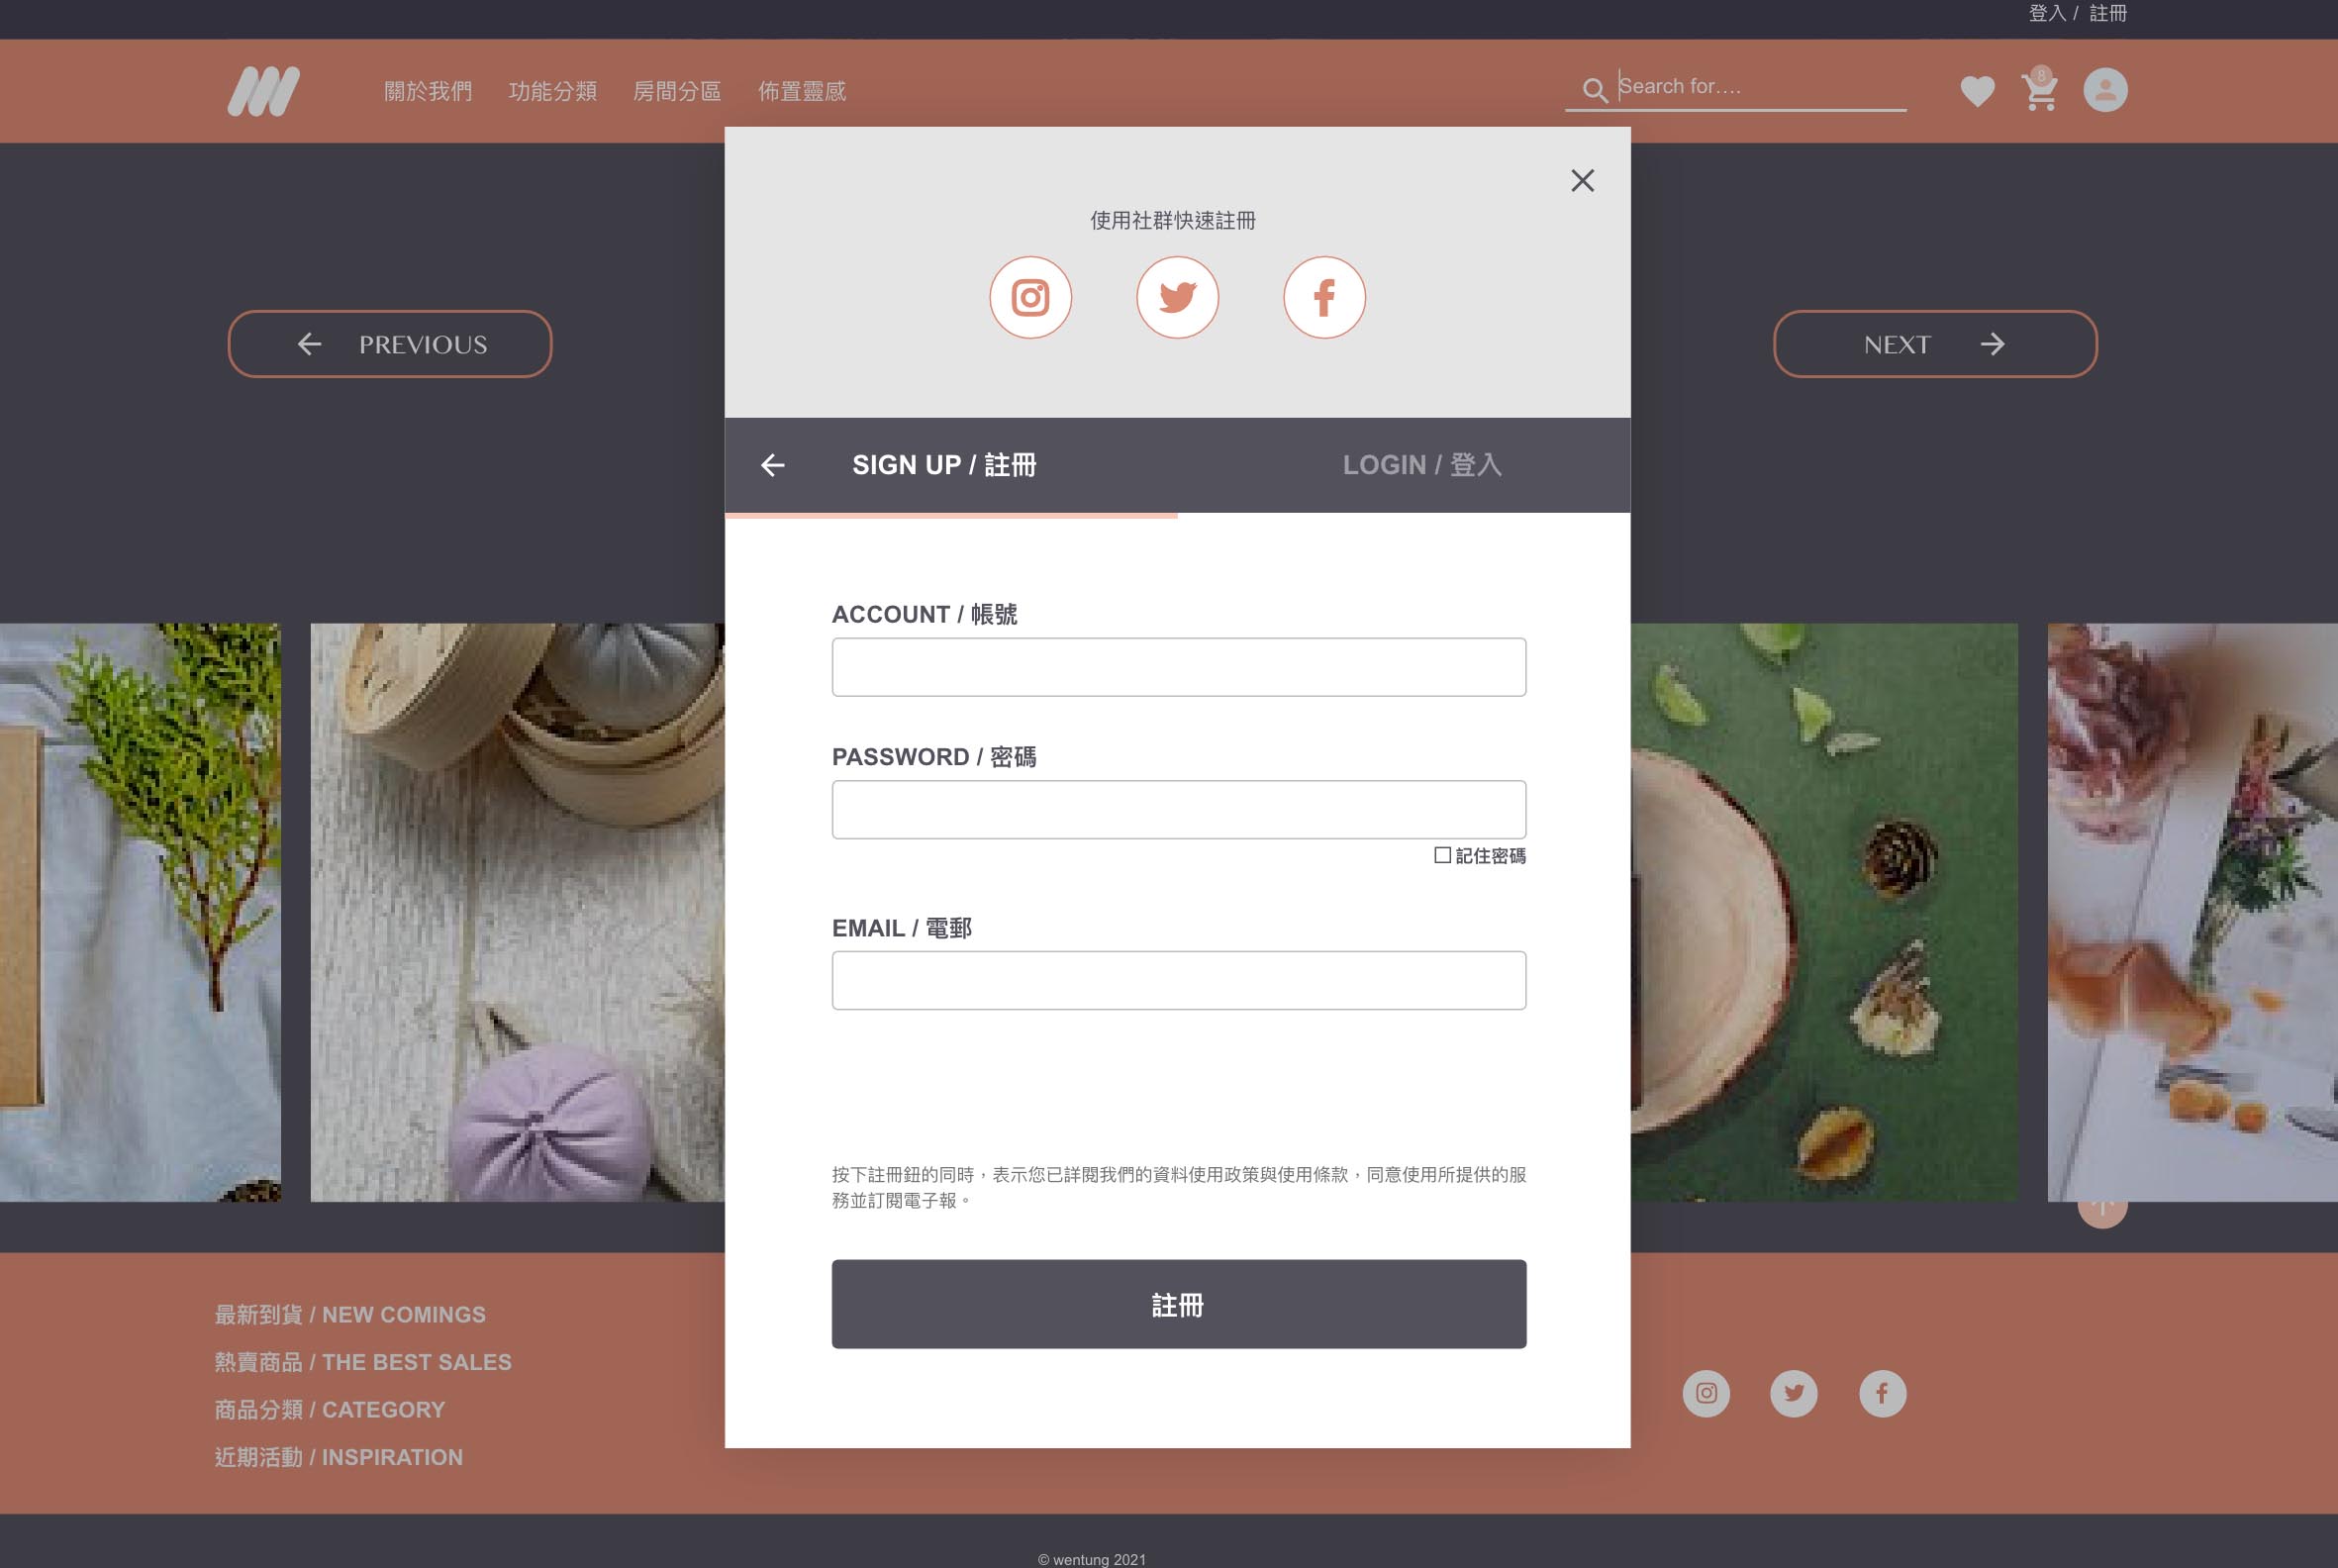 登入 / 註冊
關於我們 功能分類 房間分區 佈置靈感
Search for....
8
使用社群快速註冊
PREVIOUS
NEXT
SIGN UP / 註冊
LOGIN / 登入
ACCOUNT / 帳號
PASSWORD / 密碼
記住密碼
EMAIL / 電郵
按下註冊鈕的同時，表示您已詳閱我們的資料使用政策與使用條款，同意使用所提供的服
務並訂閱電子報。
註冊
最新到貨 / NEW COMINGS
熱賣商品 / THE BEST SALES
商品分類 / CATEGORY
近期活動 / INSPIRATION
© wentung 2021